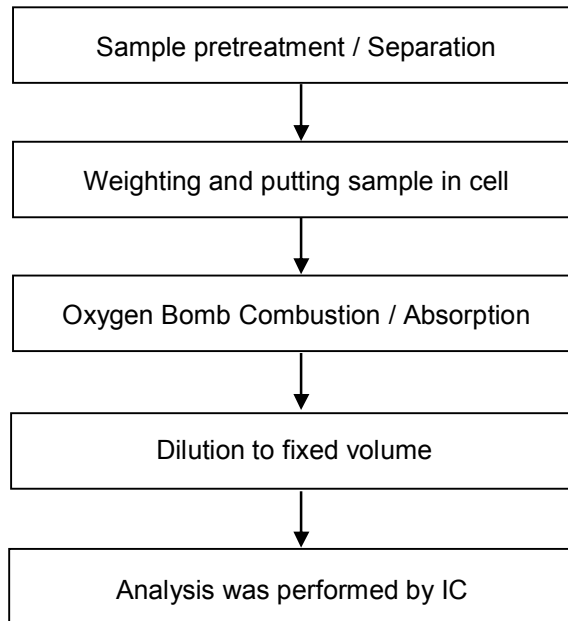 Sample pretreatment / Separation
Weighting and putting sample in cell
Oxygen Bomb Combustion / Absorption
Dilution to fixed volume
Analysis was performed by IC